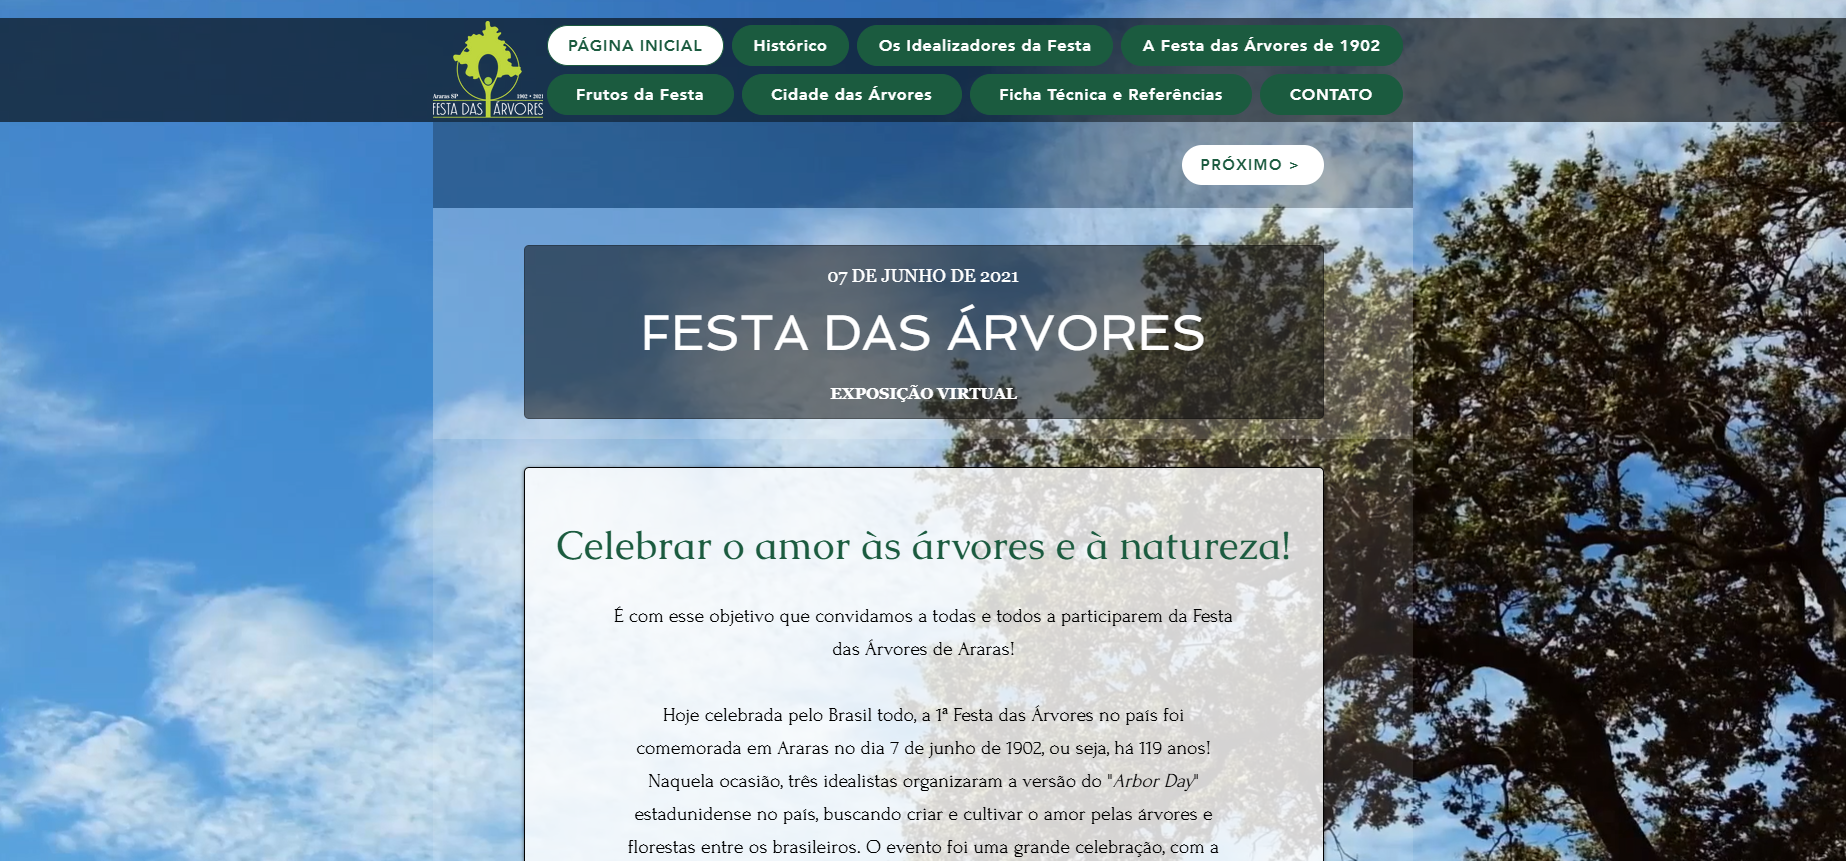 PÁGINA INICIAL
Histórico
Os Idealizadores da Festa
A Festa das Árvores de 1902
Araras SP
1902 • 2021
FESTA DAS ÁRVORES
Frutos da Festa
Cidade das Árvores
Ficha Técnica e Referências
CONTATO
PRÓXIMO >
07 DE JUNHO DE 2021
FESTA DAS ÁRVORES
EXPOSIÇÃO VIRTUAL
Celebrar o amor às árvores e à natureza!
É com esse objetivo que convidamos a todas e todos a participarem da Festa
das Árvores de Araras!
Hoje celebrada pelo Brasil todo, a 1ª Festa das Árvores no país foi
comemorada em Araras no dia 7 de junho de 1902, ou seja, há 119 anos!
Naquela ocasião, três idealistas organizaram a versão do "Arbor Day"
estadunidense no país, buscando criar e cultivar o amor pelas árvores e
florestas entre os brasileiros. O evento foi uma grande celebração, com a